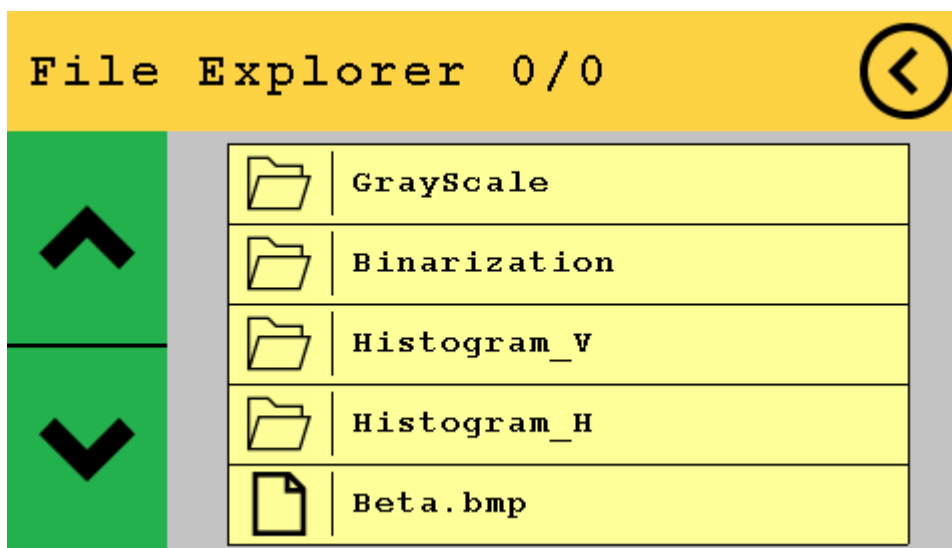 File Explorer 0/0
GrayScale
Binarization
Histogram_V
Histogram_H
Beta.bmp